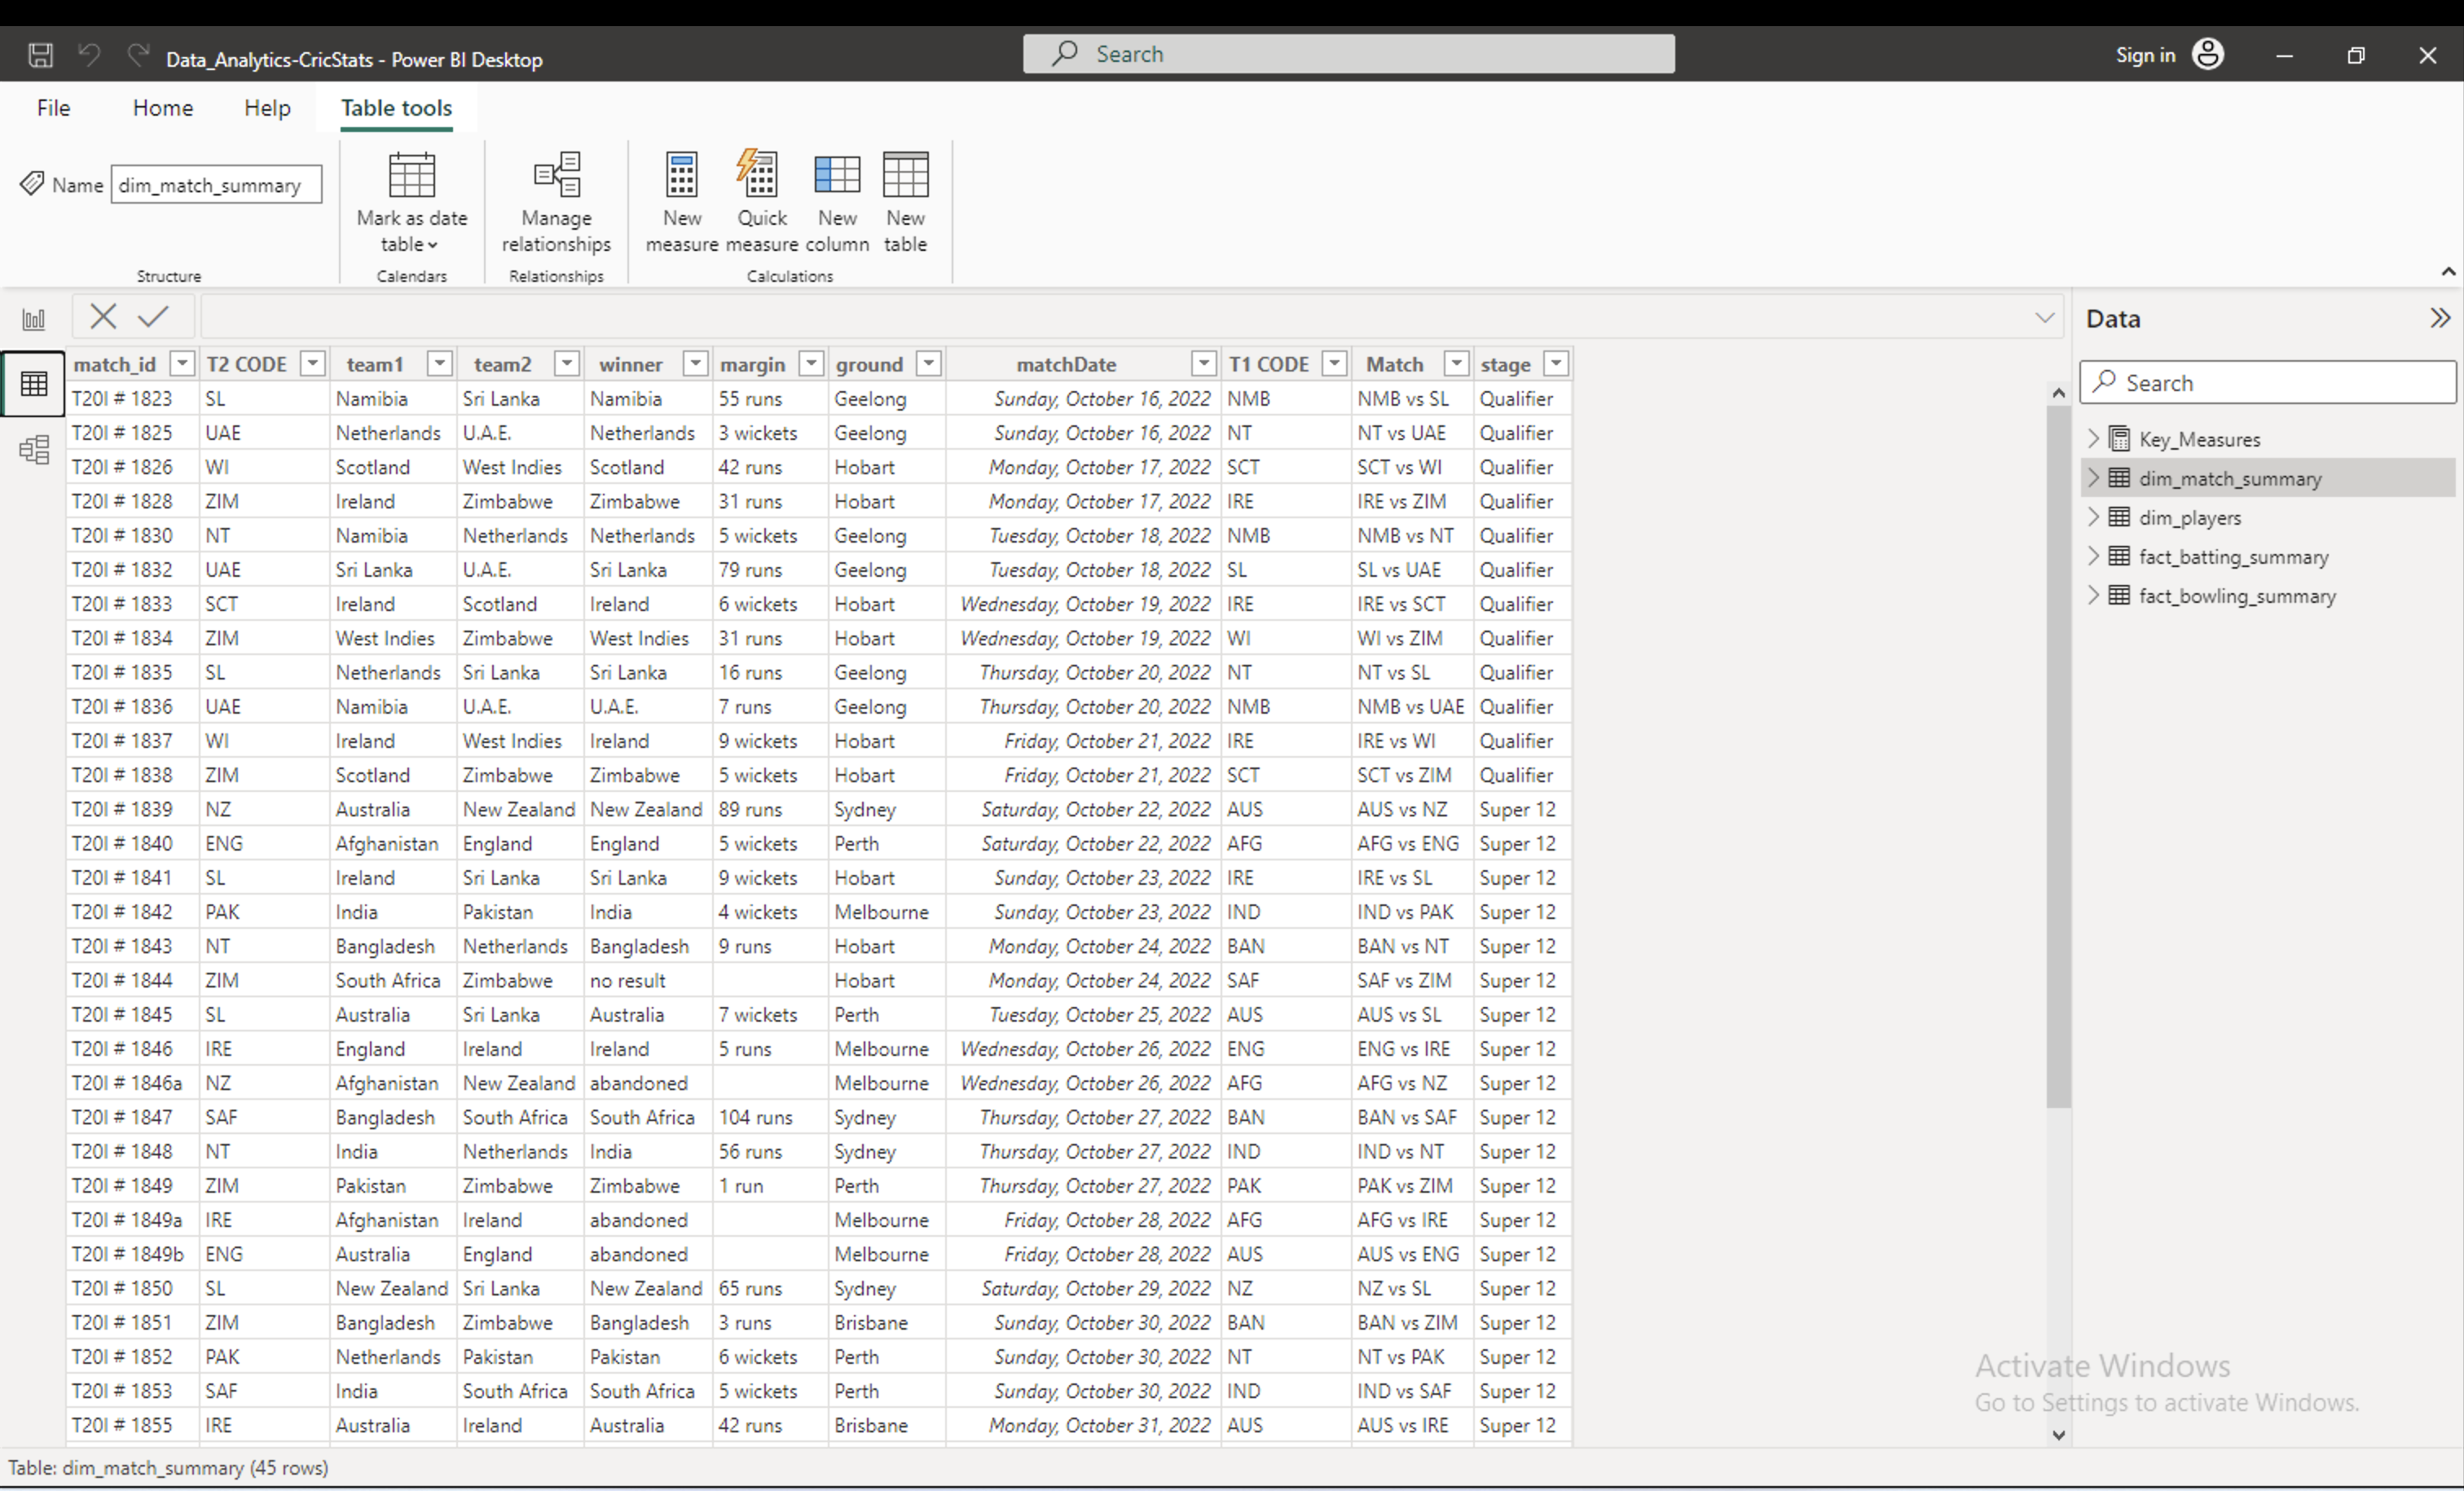 Data_Analytics-CricStats - Power BI Desktop Search Sign in
File Home Help Table tools
Name dim_match_summary
Mark as date table
Manage relationships
New measure
Quick measure
New column
New table
Structure Calendars Relationships Calculations
Data
match_id T2 CODE team1 team2 winner margin ground matchDate T1 CODE Match stage
T20I # 1823 SL Namibia Sri Lanka Namibia 55 runs Geelong Sunday, October 16, 2022 NMB NMB vs SL Qualifier
T20I # 1825 UAE Netherlands U.A.E. Netherlands 3 wickets Geelong Sunday, October 16, 2022 NT NT vs UAE Qualifier
T20I # 1826 WI Scotland West Indies Scotland 42 runs Hobart Monday, October 17, 2022 SCT SCT vs WI Qualifier
T20I # 1828 ZIM Ireland Zimbabwe Zimbabwe 31 runs Hobart Monday, October 17, 2022 IRE IRE vs ZIM Qualifier
T20I # 1830 NT Namibia Netherlands Netherlands 5 wickets Geelong Tuesday, October 18, 2022 NMB NMB vs NT Qualifier
T20I # 1832 UAE Sri Lanka U.A.E. Sri Lanka 79 runs Geelong Tuesday, October 18, 2022 SL SL vs UAE Qualifier
T20I # 1833 SCT Ireland Scotland Ireland 6 wickets Hobart Wednesday, October 19, 2022 IRE IRE vs SCT Qualifier
T20I # 1834 ZIM West Indies Zimbabwe West Indies 31 runs Hobart Wednesday, October 19, 2022 WI WI vs ZIM Qualifier
T20I # 1835 SL Netherlands Sri Lanka Sri Lanka 16 runs Geelong Thursday, October 20, 2022 NT NT vs SL Qualifier
T20I # 1836 UAE Namibia U.A.E. U.A.E. 7 runs Geelong Thursday, October 20, 2022 NMB NMB vs UAE Qualifier
T20I # 1837 WI Ireland West Indies Ireland 9 wickets Hobart Friday, October 21, 2022 IRE IRE vs WI Qualifier
T20I # 1838 ZIM Scotland Zimbabwe Zimbabwe 5 wickets Hobart Friday, October 21, 2022 SCT SCT vs ZIM Qualifier
T20I # 1839 NZ Australia New Zealand New Zealand 89 runs Sydney Saturday, October 22, 2022 AUS AUS vs NZ Super 12
T20I # 1840 ENG Afghanistan England England 5 wickets Perth Saturday, October 22, 2022 AFG AFG vs ENG Super 12
T20I # 1841 SL Ireland Sri Lanka Sri Lanka 9 wickets Hobart Sunday, October 23, 2022 IRE IRE vs SL Super 12
T20I # 1842 PAK India Pakistan India 4 wickets Melbourne Sunday, October 23, 2022 IND IND vs PAK Super 12
T20I # 1843 NT Bangladesh Netherlands Bangladesh 9 runs Hobart Monday, October 24, 2022 BAN BAN vs NT Super 12
T20I # 1844 ZIM South Africa Zimbabwe no result Hobart Monday, October 24, 2022 SAF SAF vs ZIM Super 12
T20I # 1845 SL Australia Sri Lanka Australia 7 wickets Perth Tuesday, October 25, 2022 AUS AUS vs SL Super 12
T20I # 1846 IRE England Ireland Ireland 5 runs Melbourne Wednesday, October 26, 2022 ENG ENG vs IRE Super 12
T20I # 1846a NZ Afghanistan New Zealand abandoned Melbourne Wednesday, October 26, 2022 AFG AFG vs NZ Super 12
T20I # 1847 SAF Bangladesh South Africa South Africa 104 runs Sydney Thursday, October 27, 2022 BAN BAN vs SAF Super 12
T20I # 1848 NT India Netherlands India 56 runs Sydney Thursday, October 27, 2022 IND IND vs NT Super 12
T20I # 1849 ZIM Pakistan Zimbabwe Zimbabwe 1 run Perth Thursday, October 27, 2022 PAK PAK vs ZIM Super 12
T20I # 1849a IRE Afghanistan Ireland abandoned Melbourne Friday, October 28, 2022 AFG AFG vs IRE Super 12
T20I # 1849b ENG Australia England abandoned Melbourne Friday, October 28, 2022 AUS AUS vs ENG Super 12
T20I # 1850 SL New Zealand Sri Lanka New Zealand 65 runs Sydney Saturday, October 29, 2022 NZ NZ vs SL Super 12
T20I # 1851 ZIM Bangladesh Zimbabwe Bangladesh 3 runs Brisbane Sunday, October 30, 2022 BAN BAN vs ZIM Super 12
T20I # 1852 PAK Netherlands Pakistan Pakistan 6 wickets Perth Sunday, October 30, 2022 NT NT vs PAK Super 12
T20I # 1853 SAF India South Africa South Africa 5 wickets Perth Sunday, October 30, 2022 IND IND vs SAF Super 12
T20I # 1855 IRE Australia Ireland Australia 42 runs Brisbane Monday, October 31, 2022 AUS AUS vs IRE Super 12
Search
Key_Measures
dim_match_summary
dim_players
fact_batting_summary
fact_bowling_summary
Activate Windows
Go to Settings to activate Windows.
Table: dim_match_summary (45 rows)